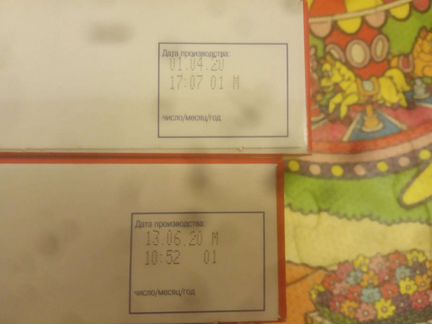 Дата производства:
01.04.20
17:07 01 М
число/месяц/год
Дата производства:
13.06.20 М
10:52 01
число/месяц/год